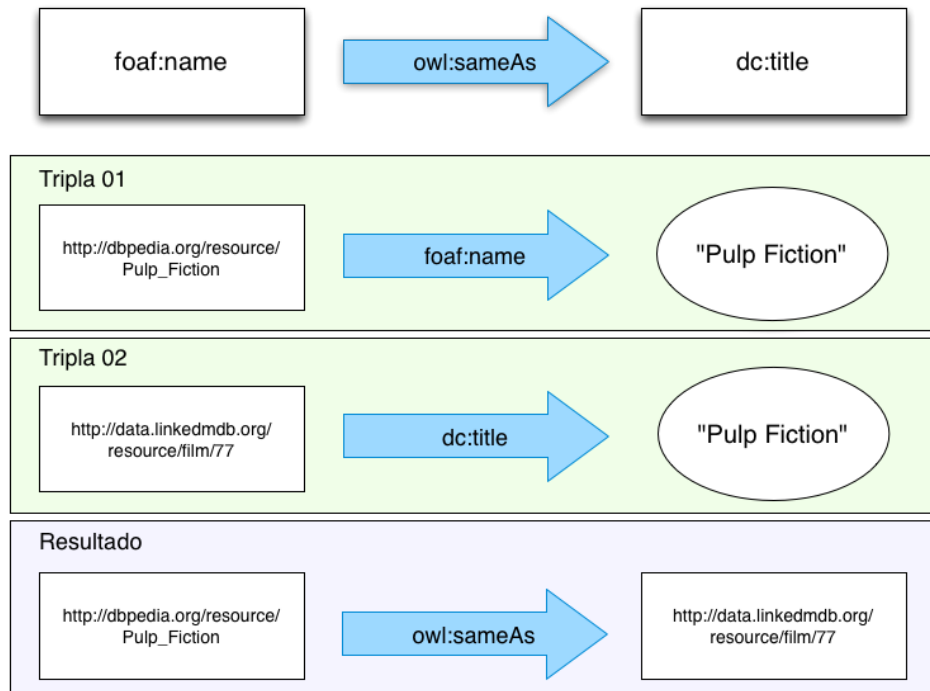 foaf:name
owl:sameAs
dc:title
Tripla 01
http://dbpedia.org/resource/
Pulp_Fiction
foaf:name
"Pulp Fiction"
Tripla 02
http://data.linkedmdb.org/
resource/film/77
dc:title
"Pulp Fiction"
Resultado
http://dbpedia.org/resource/
Pulp_Fiction
owl:sameAs
http://data.linkedmdb.org/
resource/film/77